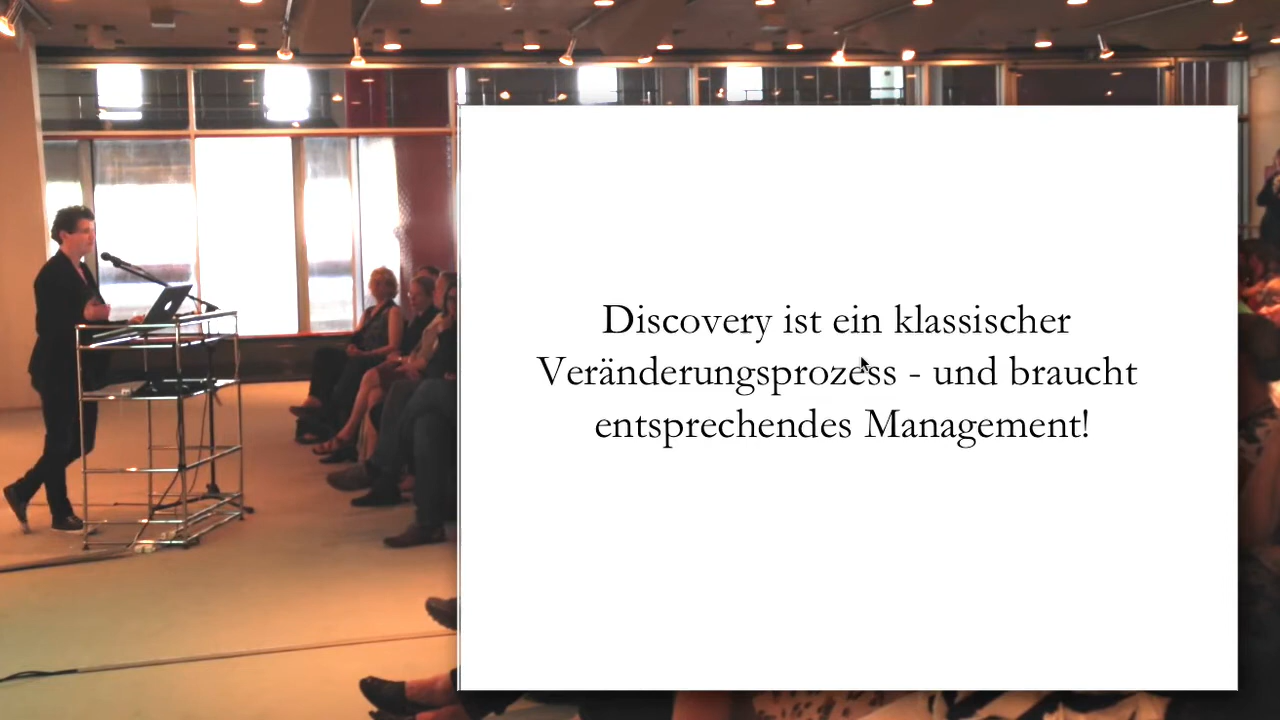 Discovery ist ein klassischer
Veränderungsprozess - und braucht
entsprechendes Management!